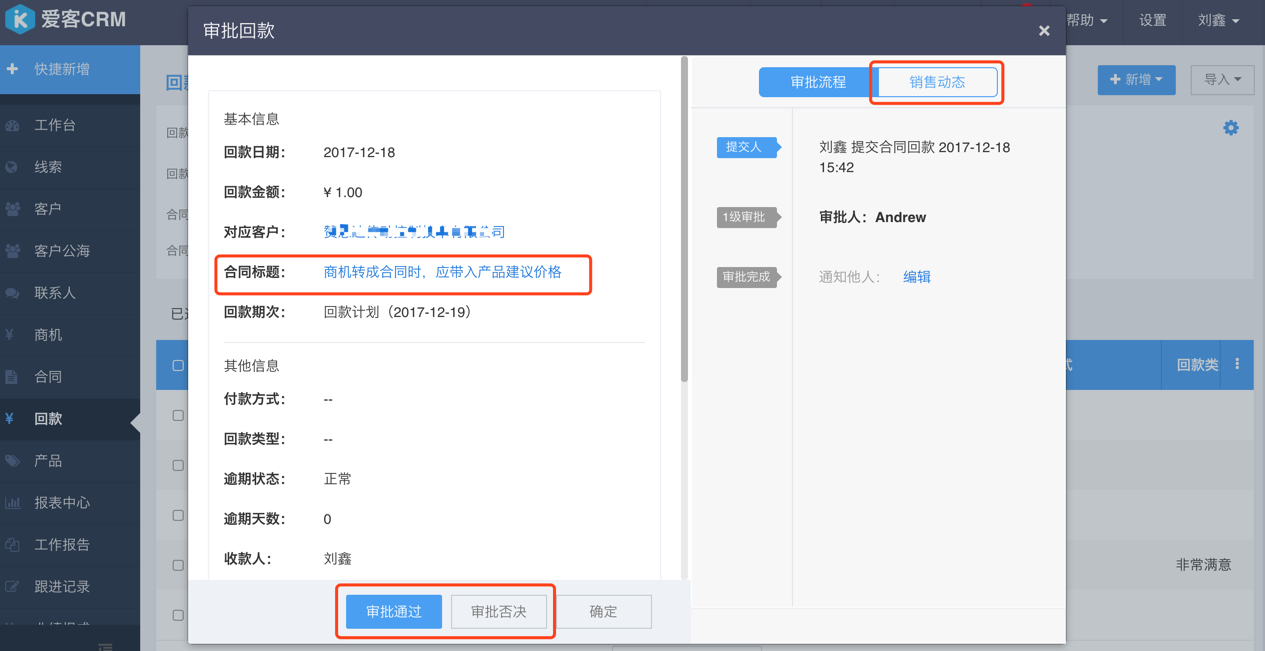 爱客CRM
帮助
设置
刘鑫
快捷新增
工作台
线索
客户
客户公海
联系人
商机
合同
回款
产品
报表中心
工作报告
跟进记录
审批回款
×
基本信息
回款日期： 2017-12-18
回款金额： ¥ 1.00
对应客户：
合同标题： 商机转成合同时，应带入产品建议价格
回款期次： 回款计划（2017-12-19）
其他信息
付款方式： --
回款类型： --
逾期状态： 正常
逾期天数： 0
收款人： 刘鑫
审批通过
审批否决
确定
审批流程
销售动态
提交人
刘鑫 提交合同回款 2017-12-18
15:42
1级审批
审批人：Andrew
审批完成
通知他人： 编辑
新增
导入
回款
回款
合同
合同
回款类
非常满意